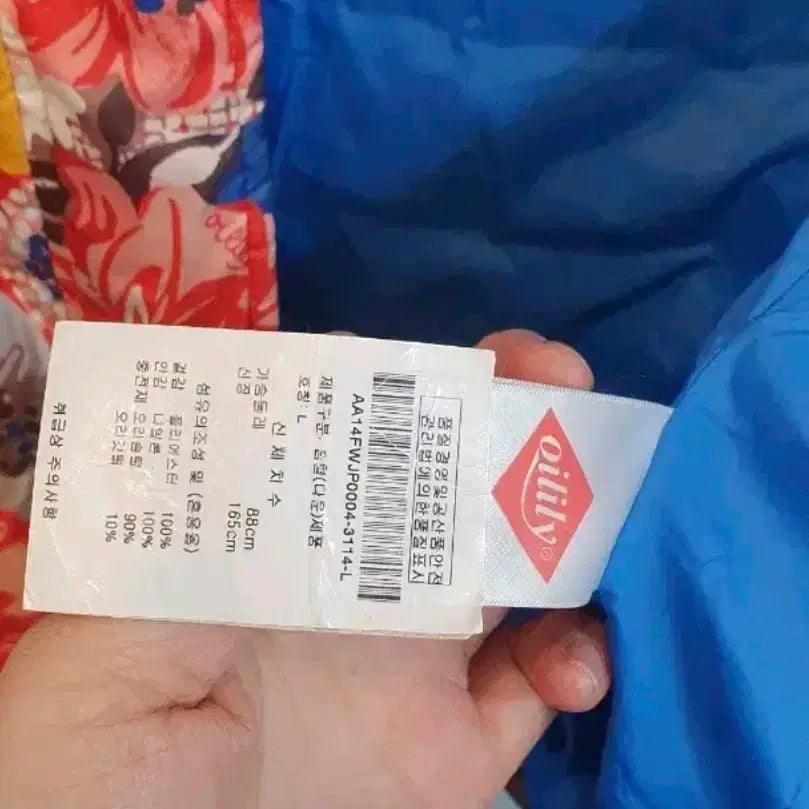 품질경영및공산품안전
관리법에의한품질표시
AA14FWJP0004-3114-L
제품구분: 솜털(다운)제품
호칭: L
신 체 치 수
가슴둘레 88cm
신장 165cm
섬유의조성 및 (혼용율)
겉감 폴리에스터 100%
안감 나일론 100%
충전재 오리솜털 90%
오리깃털 10%
취급상 주의사항
oilily®
oilily